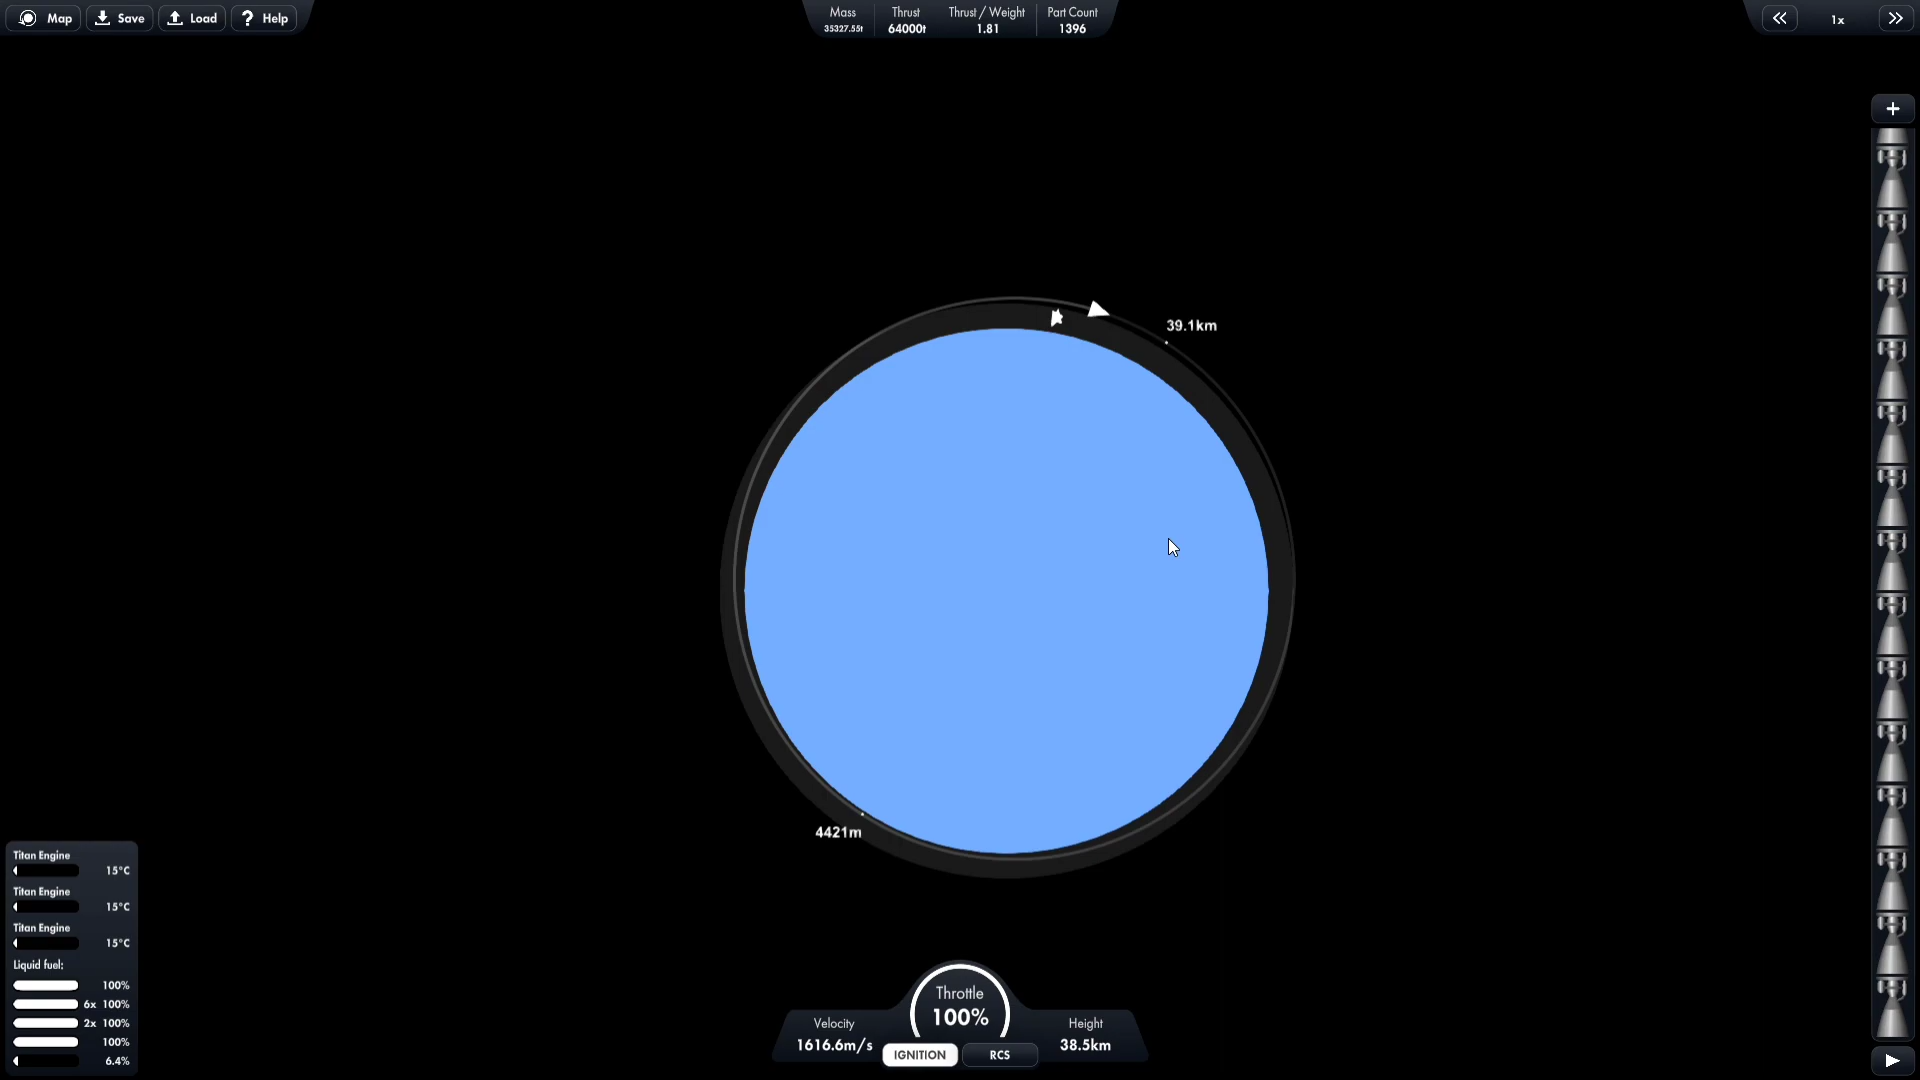 Map Save Load ? Help
Mass Thrust Thrust / Weight Part Count
35327.55t 64000t 1.81 1396
1x
+
39.1km
4421m
Titan Engine
15°C
Titan Engine
15°C
Titan Engine
15°C
Liquid fuel:
100%
6x 100%
2x 100%
100%
6.4%
Throttle
100%
Velocity
1616.6m/s
Height
38.5km
IGNITION RCS